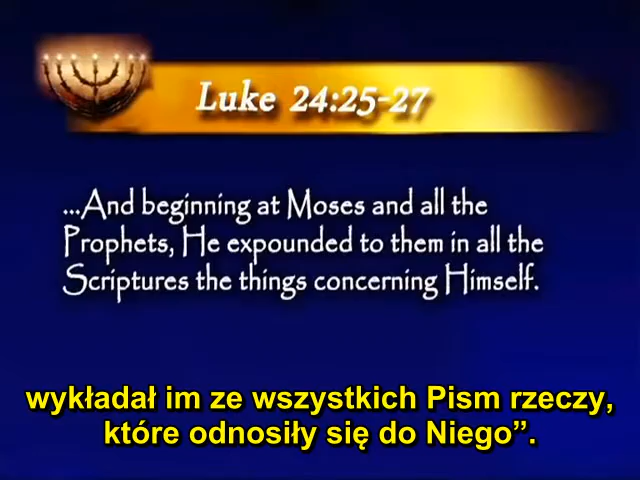 Luke 24:25-27
...And beginning at Moses and all the
Prophets, He expounded to them in all the
Scriptures the things concerning Himself.
wykładał im ze wszystkich Pism rzeczy,
które odnosiły się do Niego”.